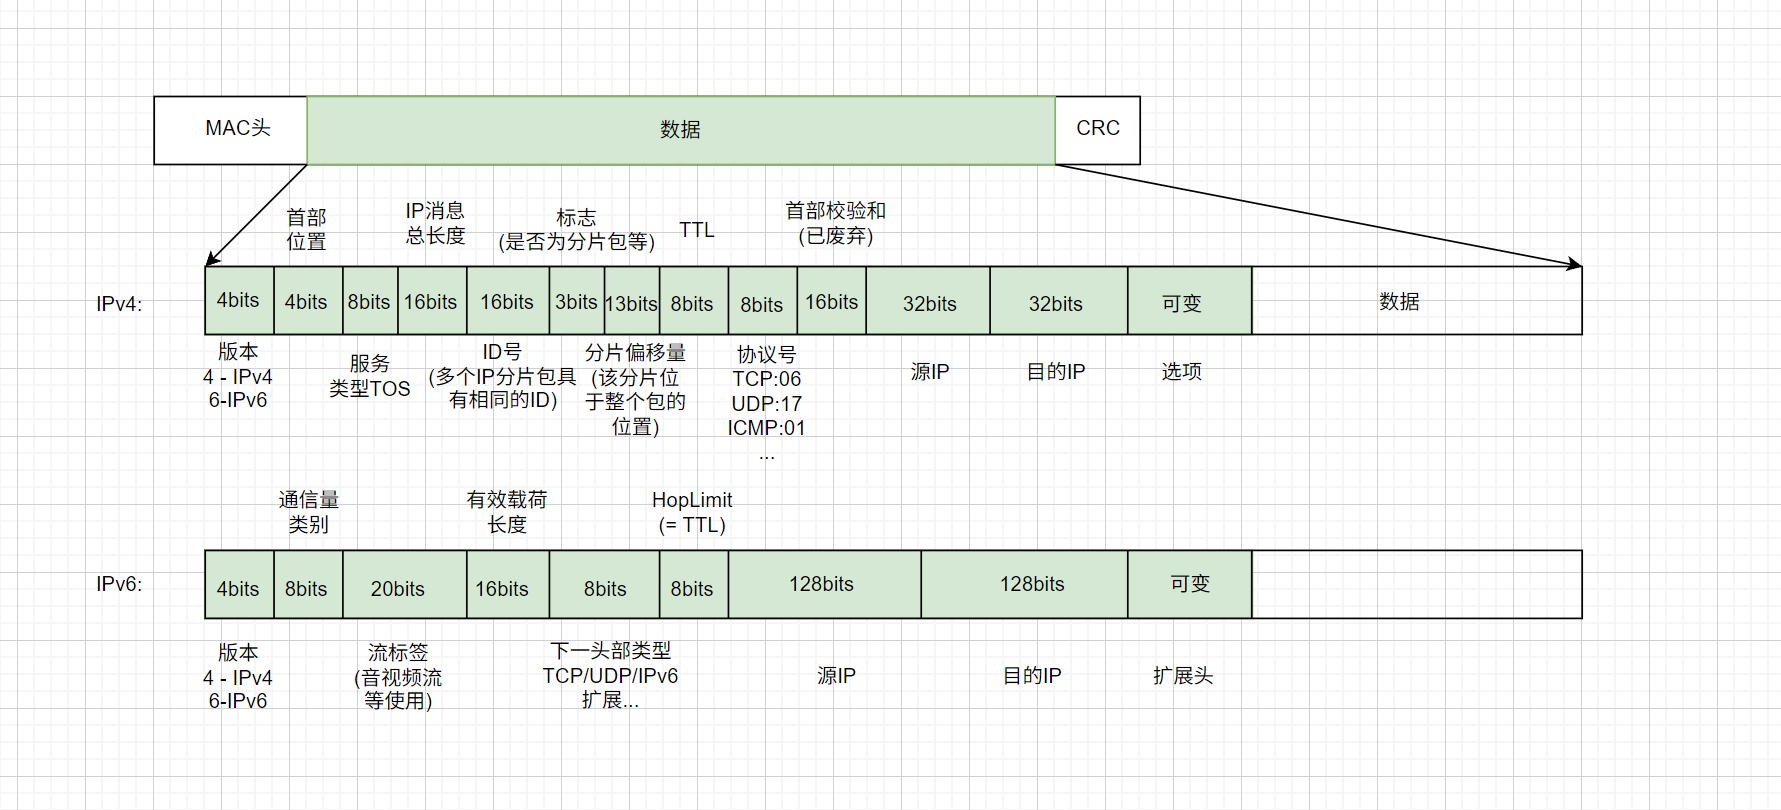 MAC头
数据
CRC
首部
位置
IP消息
总长度
标志
(是否为分片包等)
TTL
首部校验和
(已废弃)
IPv4:
4bits
4bits
8bits
16bits
16bits
3bits
13bits
8bits
8bits
16bits
32bits
32bits
可变
数据
版本
4 - IPv4
6-IPv6
服务
类型TOS
ID号
(多个IP分片包具
有相同的ID)
分片偏移量
(该分片位
于整个包的
位置)
协议号
TCP:06
UDP:17
ICMP:01
...
源IP
目的IP
选项
通信量
类别
有效载荷
长度
HopLimit
(= TTL)
IPv6:
4bits
8bits
20bits
16bits
8bits
8bits
128bits
128bits
可变
版本
4 - IPv4
6-IPv6
流标签
(音视频流
等使用)
下一头部类型
TCP/UDP/IPv6
扩展...
源IP
目的IP
扩展头